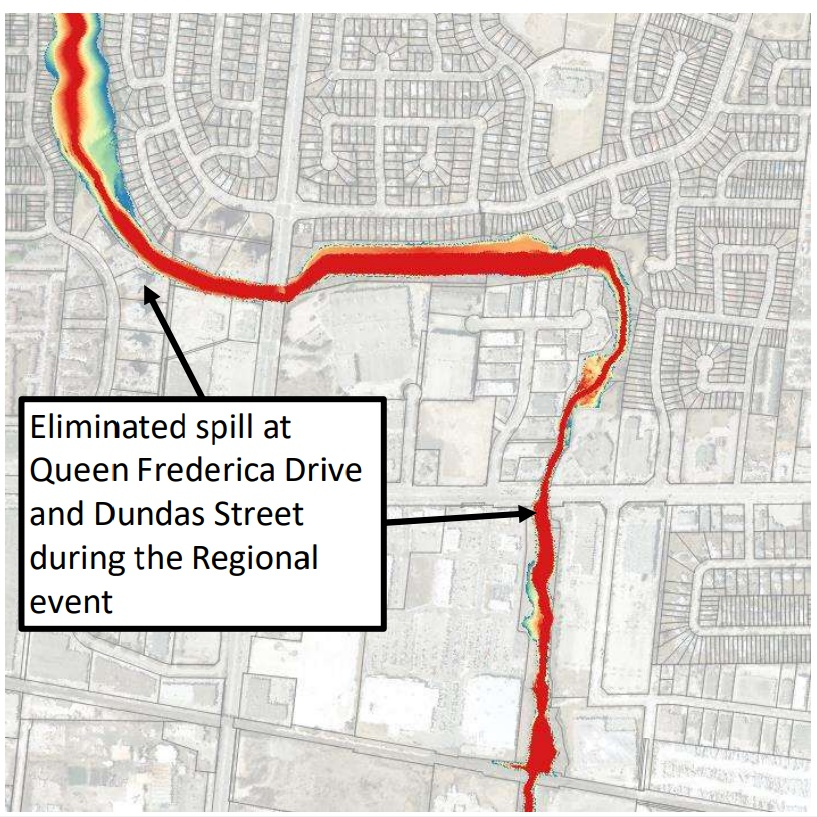 Eliminated spill at
Queen Frederica Drive
and Dundas Street
during the Regional
event